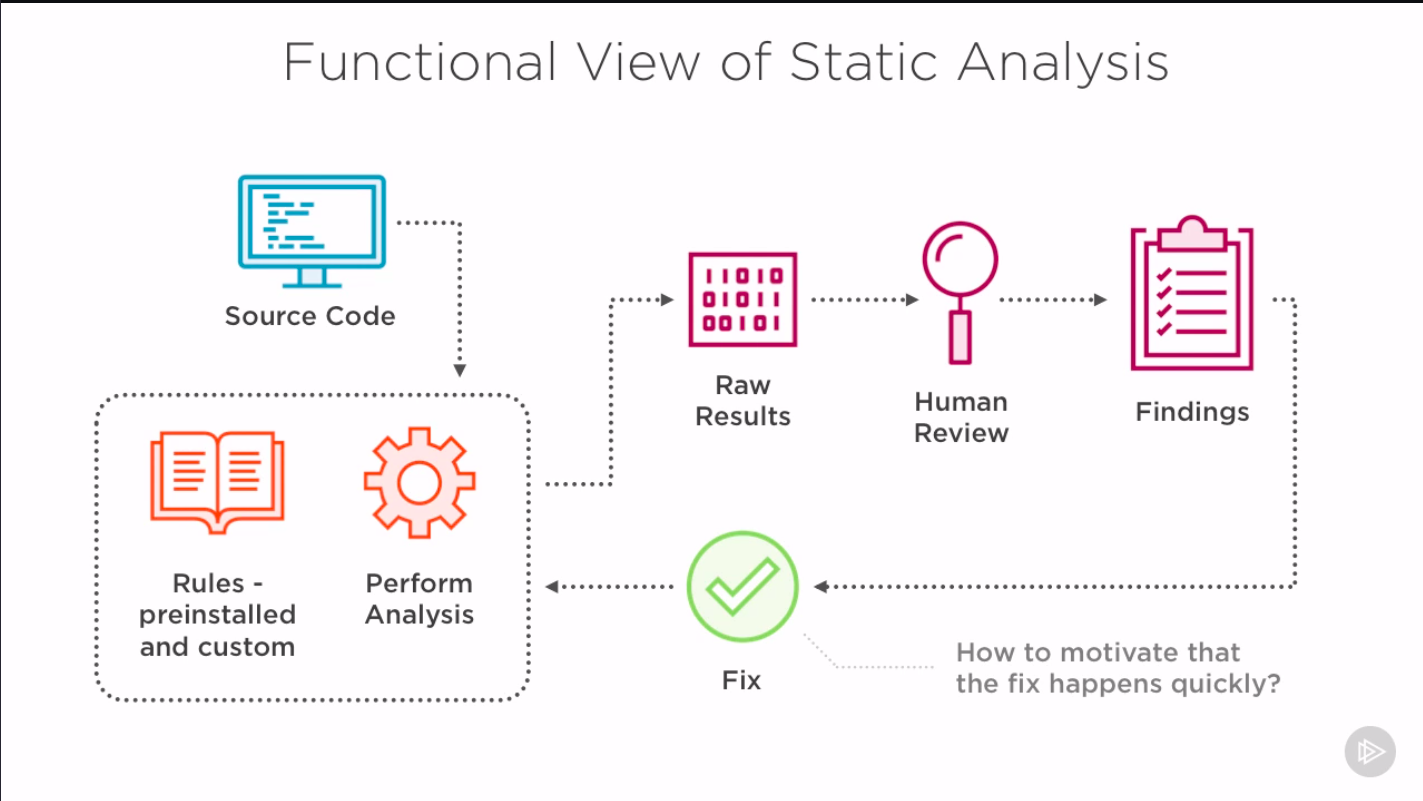 Functional View of Static Analysis
Source Code
11010
01011
00101
Raw
Results
Human
Review
Findings
Rules -
preinstalled
and custom
Perform
Analysis
Fix
How to motivate that
the fix happens quickly?